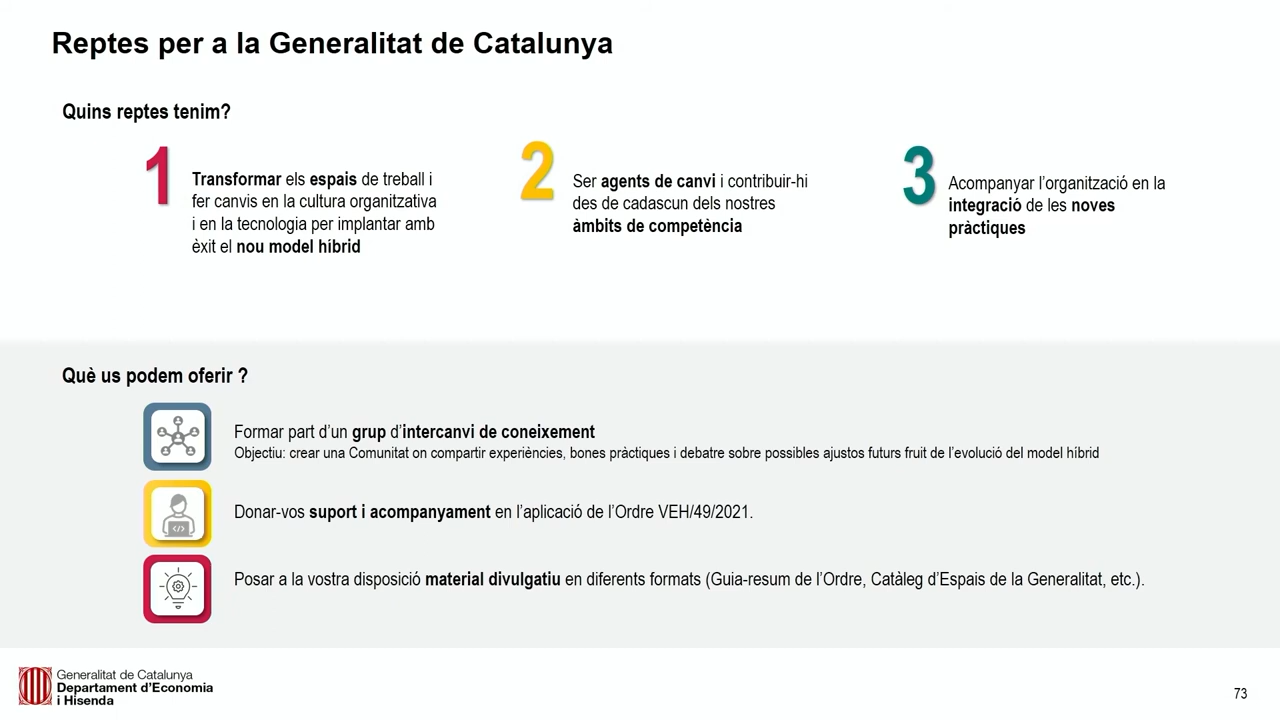 Reptes per a la Generalitat de Catalunya
Quins reptes tenim?
1
Transformar els espais de treball i
fer canvis en la cultura organitzativa
i en la tecnologia per implantar amb
èxit el nou model híbrid
2
Ser agents de canvi i contribuir-hi
des de cadascun dels nostres
àmbits de competència
3
Acompanyar l’organització en la
integració de les noves
pràctiques
Què us podem oferir ?
Formar part d’un grup d’intercanvi de coneixement
Objectiu: crear una Comunitat on compartir experiències, bones pràctiques i debatre sobre possibles ajustos futurs fruit de l’evolució del model híbrid
Donar-vos suport i acompanyament en l’aplicació de l’Ordre VEH/49/2021.
Posar a la vostra disposició material divulgatiu en diferents formats (Guia-resum de l’Ordre, Catàleg d’Espais de la Generalitat, etc.).
Generalitat de Catalunya
Departament d’Economia
i Hisenda
73